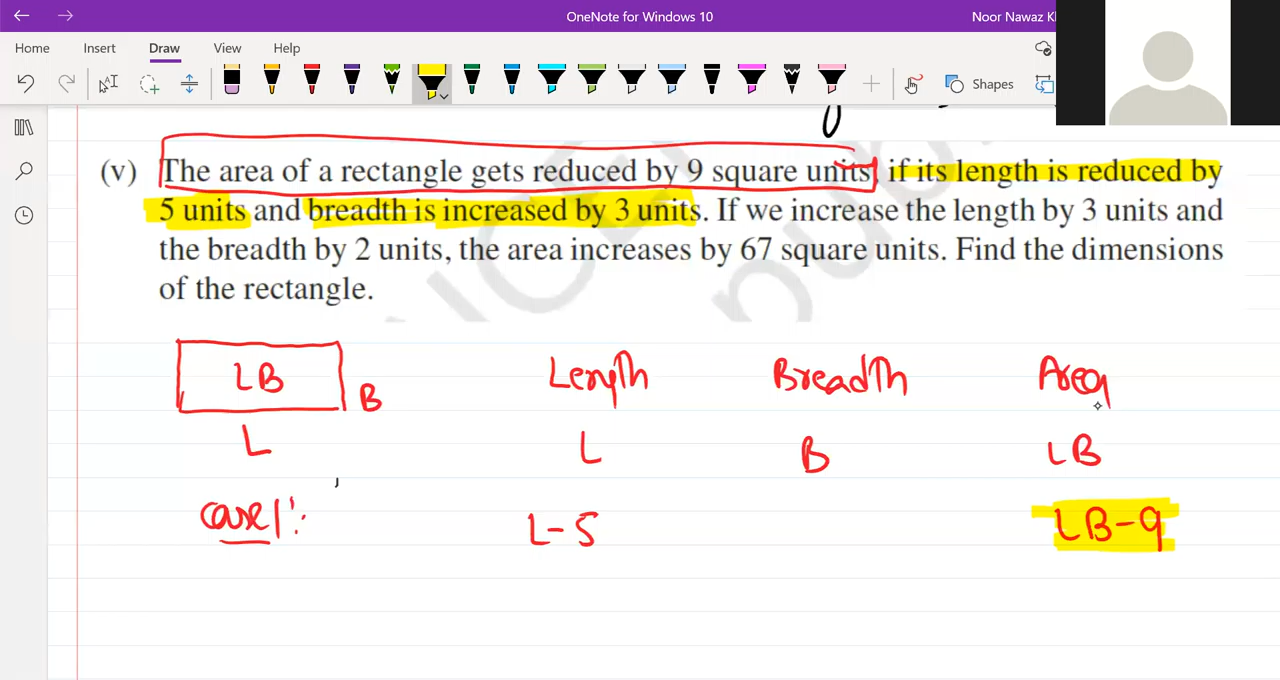 OneNote for Windows 10
Noor Nawaz
Home Insert Draw View Help
Shapes
(v) The area of a rectangle gets reduced by 9 square units, if its length is reduced by
5 units and breadth is increased by 3 units. If we increase the length by 3 units and
the breadth by 2 units, the area increases by 67 square units. Find the dimensions
of the rectangle.
LB B Length Breadth Area
L L B LB
Case 1: L-5 LB-9